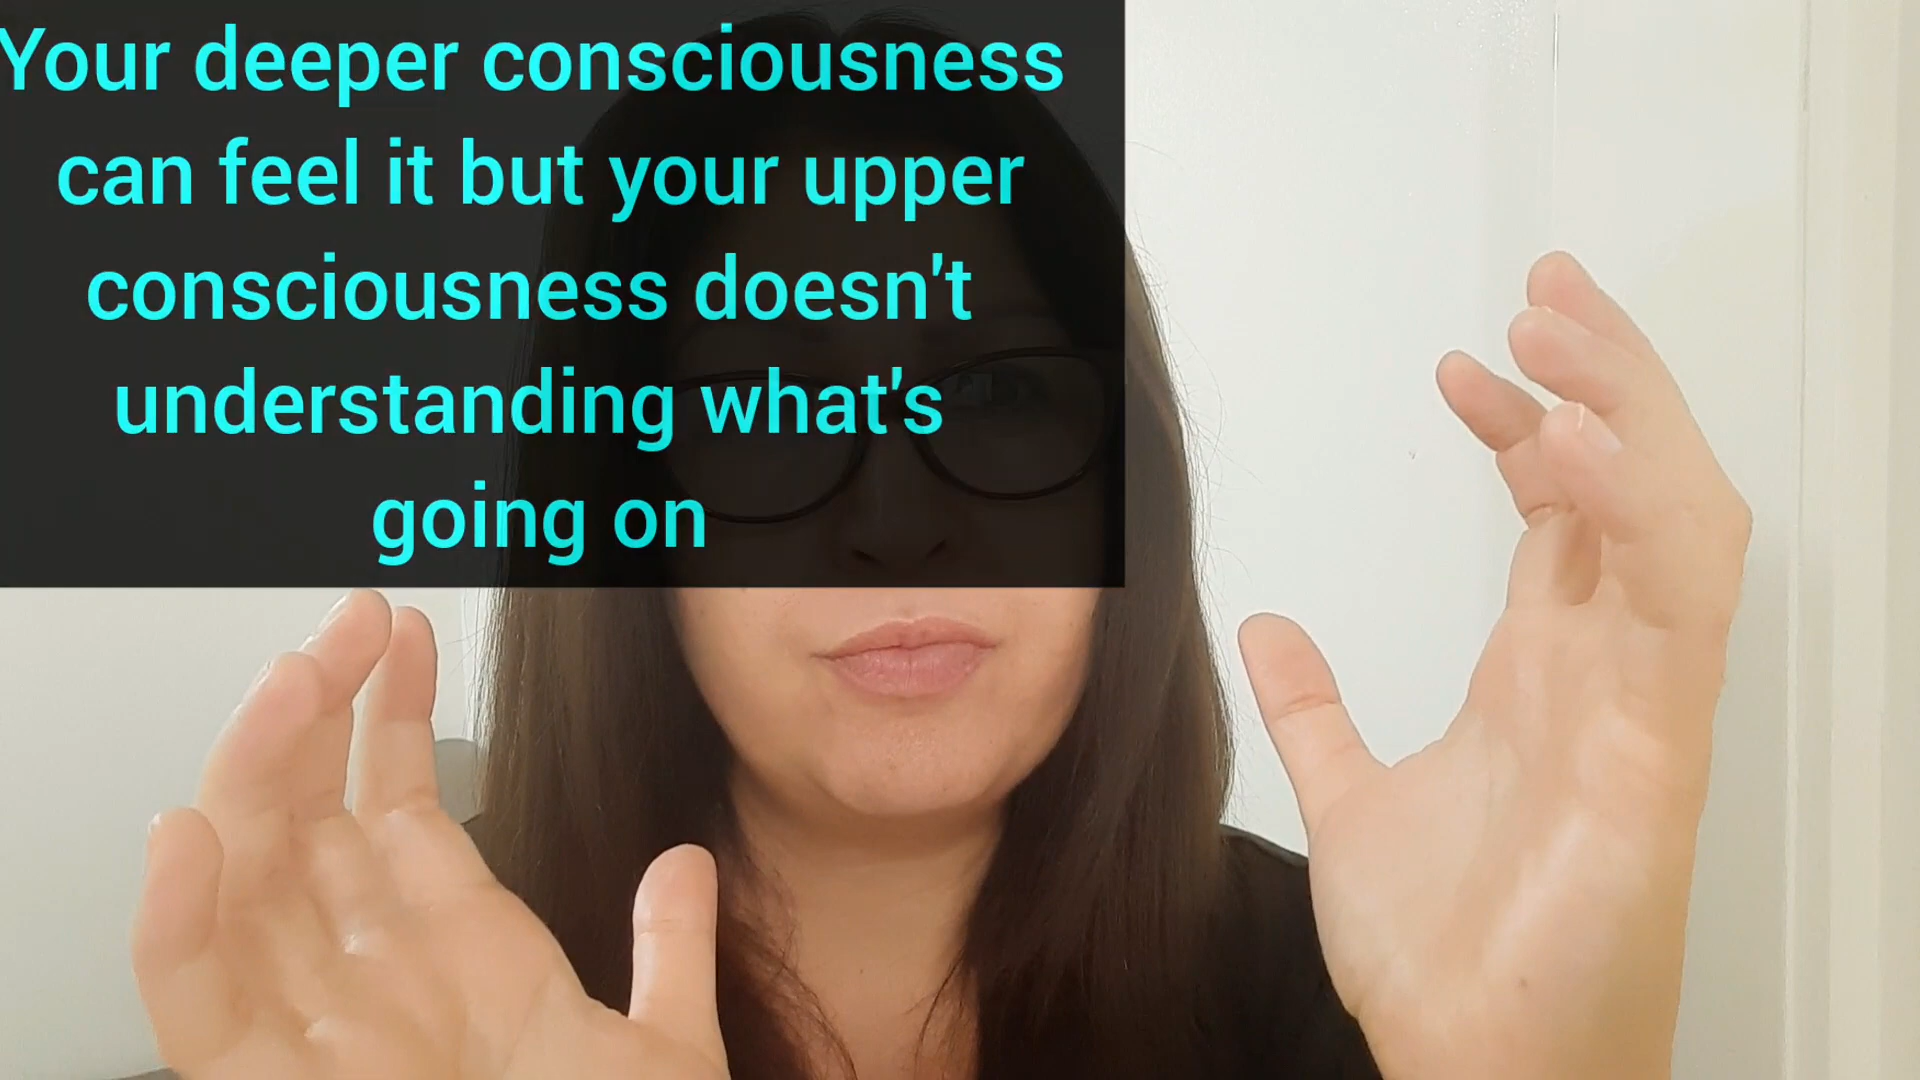 Your deeper consciousness
can feel it but your upper
consciousness doesn't
understanding what's
going on